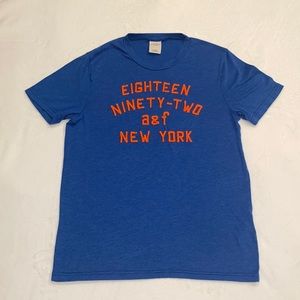 EIGHTEEN
NINETY-TWO
a&f
NEW YORK